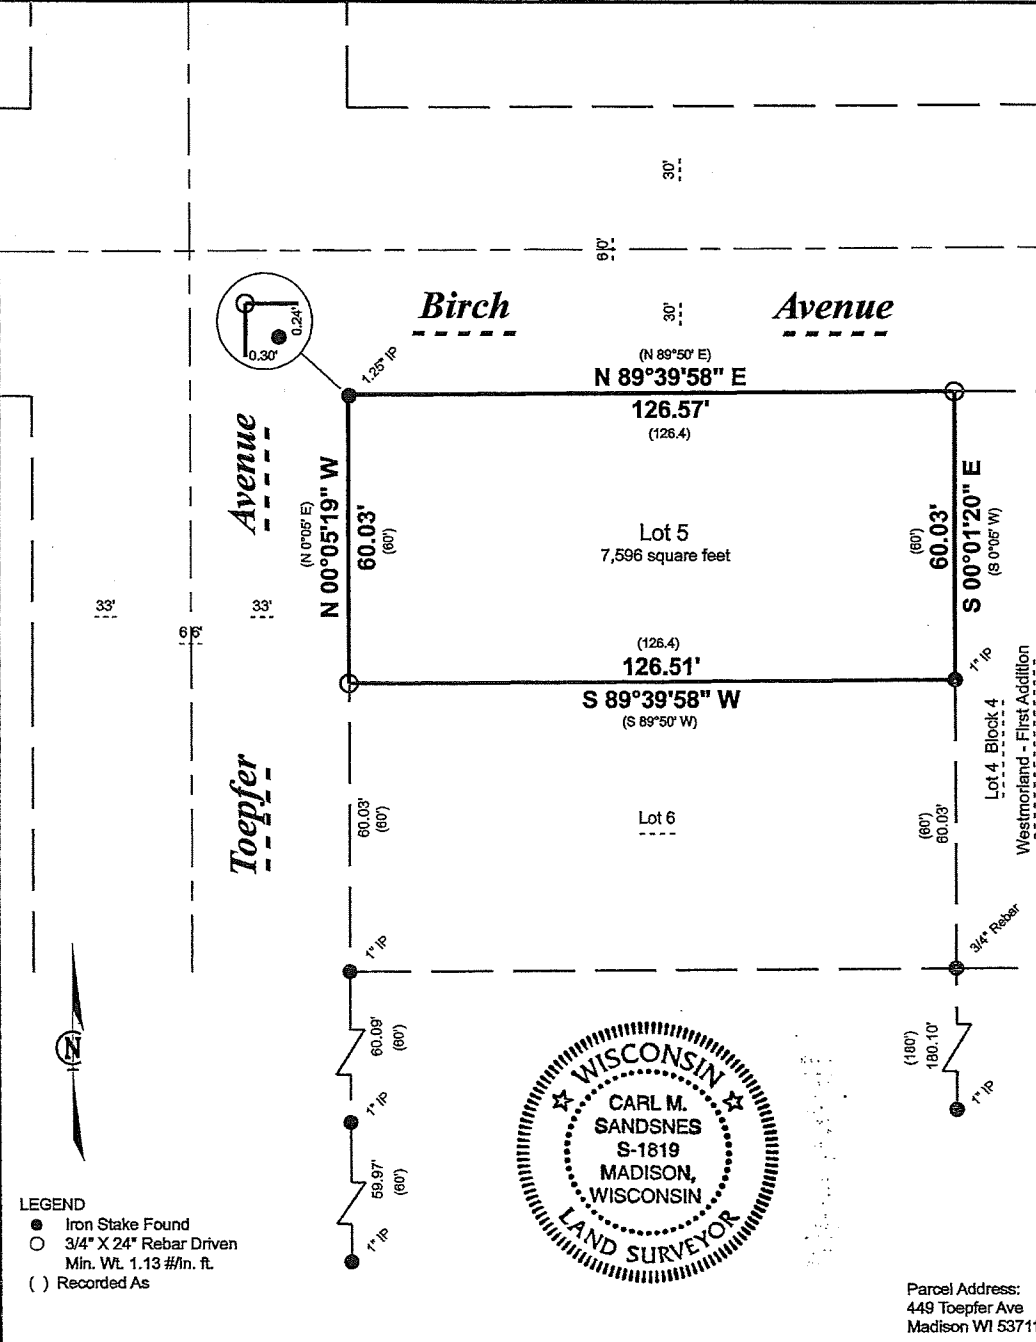 30'
60'
30'
Birch Avenue
0.24'
0.30'
1.25" IP
(N 89°50' E)
N 89°39'58" E
126.57'
(126.4)
Toepfer Avenue
(N 0°05' E)
N 00°05'19" W
60.03'
(60')
Lot 5
7,596 square feet
(60')
60.03'
S 00°01'20" E
(S 0°05' W)
33'
66'
33'
(126.4)
126.51'
S 89°39'58" W
(S 89°50' W)
1" IP
Lot 4 Block 4
Westmorland - First Addition
60.03'
(60')
Lot 6
(60')
60.03'
1" IP
3/4" Rebar
N
60.09'
(60')
(180')
180.10'
1" IP
1" IP
59.97'
(60')
1" IP
WISCONSIN
CARL M.
SANDSNES
S-1819
MADISON,
WISCONSIN
LAND SURVEYOR
LEGEND
Iron Stake Found
3/4" X 24" Rebar Driven
Min. Wt. 1.13 #/in. ft.
( ) Recorded As
Parcel Address:
449 Toepfer Ave
Madison WI 53711